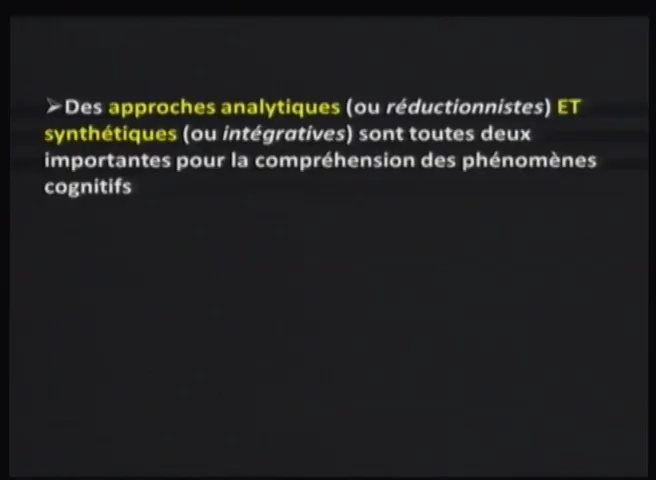 ➢Des approches analytiques (ou réductionnistes) ET
synthétiques (ou intégratives) sont toutes deux
importantes pour la compréhension des phénomènes
cognitifs